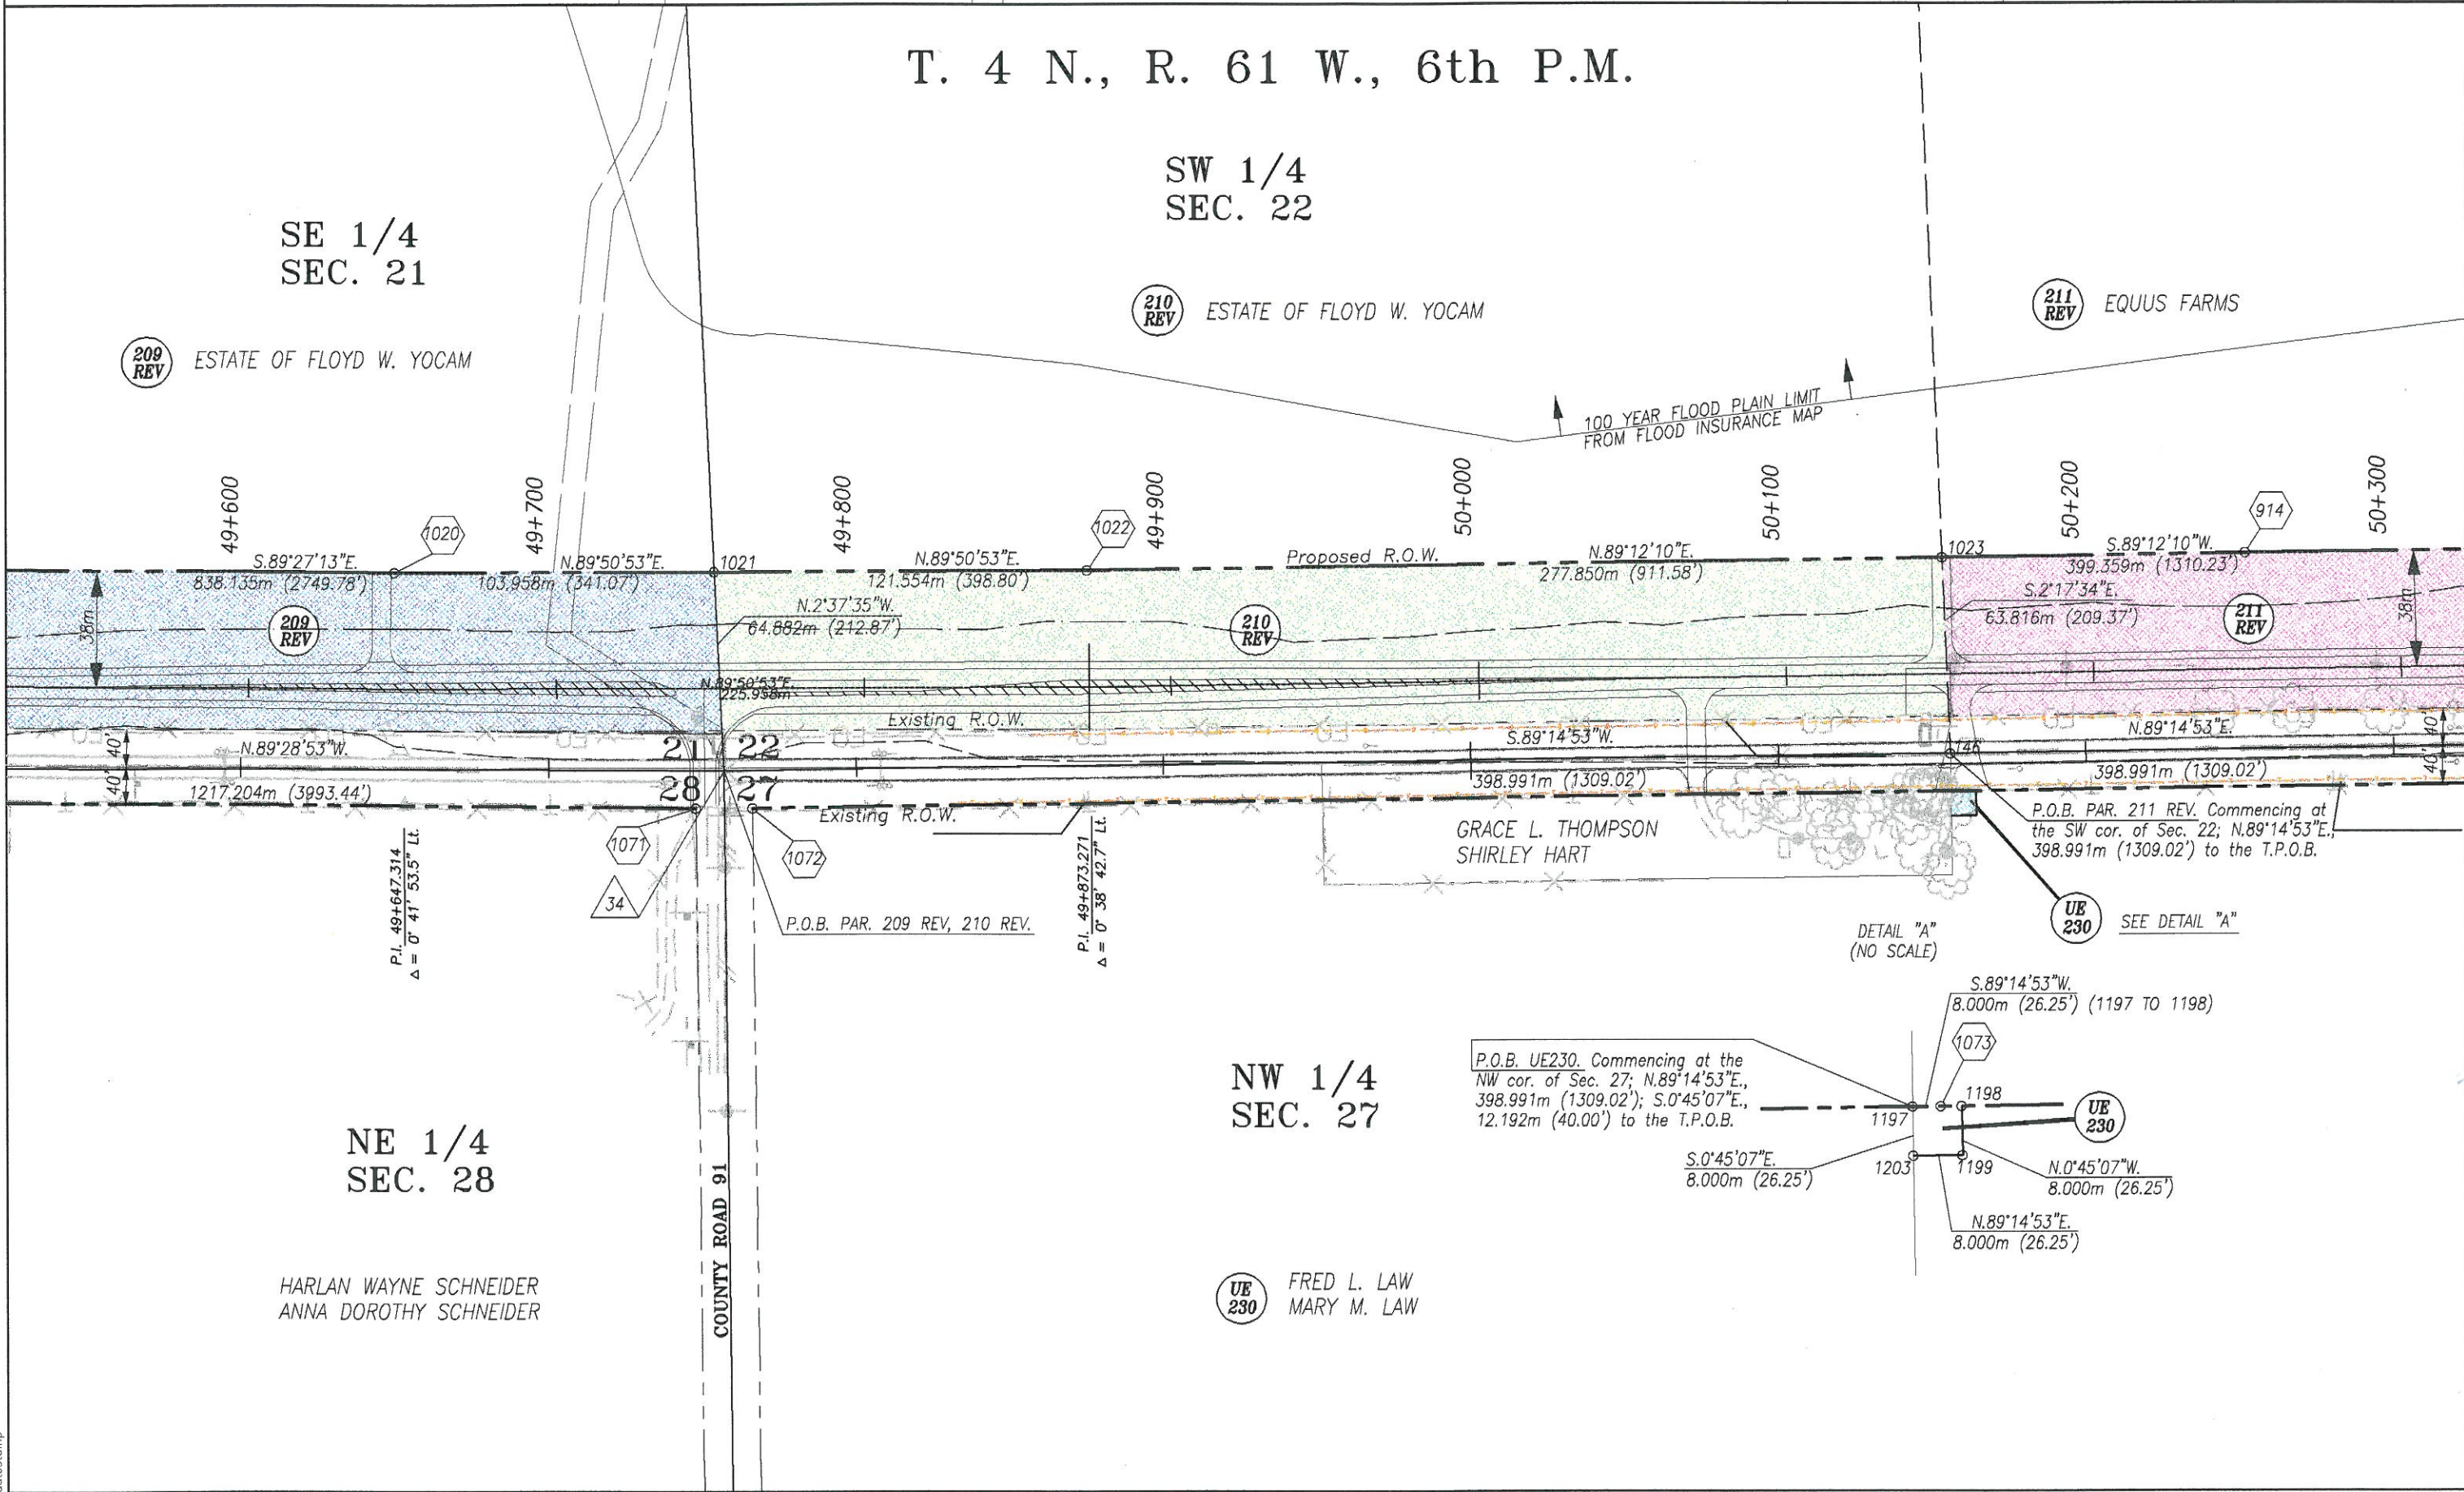 T. 4 N., R. 61 W., 6th P.M.
SW 1/4
SEC. 22
SE 1/4
SEC. 21
210
REV
ESTATE OF FLOYD W. YOCAM
211
REV
EQUUS FARMS
209
REV
ESTATE OF FLOYD W. YOCAM
100 YEAR FLOOD PLAIN LIMIT
FROM FLOOD INSURANCE MAP
49+600
49+700
49+800
49+900
50+000
50+100
50+200
50+300
1020
1022
914
S.89°27'13"E.
838.135m (2749.78')
N.89°50'53"E.
103.958m (341.07')
1021
N.89°50'53"E.
121.554m (398.80')
Proposed R.O.W.
N.89°12'10"E.
277.850m (911.58')
1023
S.89°12'10"W.
399.359m (1310.23')
38m
209
REV
N.2°37'35"W.
64.882m (212.87')
210
REV
S.2°17'34"E.
63.816m (209.37')
211
REV
38m
N.89°50'53"E.
225.958m
Existing R.O.W.
40'
40'
N.89°28'53"W.
1217.204m (3993.44')
21
22
28
27
S.89°14'53"W.
398.991m (1309.02')
N.89°14'53"E.
398.991m (1309.02')
40'
40'
Existing R.O.W.
1071
1072
34
P.I. 49+647.314
Δ = 0° 41' 53.5" Lt.
P.I. 49+873.271
Δ = 0° 38' 42.7" Lt.
GRACE L. THOMPSON
SHIRLEY HART
P.O.B. PAR. 211 REV. Commencing at
the SW cor. of Sec. 22; N.89°14'53"E.,
398.991m (1309.02') to the T.P.O.B.
P.O.B. PAR. 209 REV, 210 REV.
UE
230
SEE DETAIL "A"
DETAIL "A"
(NO SCALE)
S.89°14'53"W.
8.000m (26.25') (1197 TO 1198)
1073
P.O.B. UE230. Commencing at the
NW cor. of Sec. 27; N.89°14'53"E.,
398.991m (1309.02'); S.0°45'07"E.,
12.192m (40.00') to the T.P.O.B.
1197
1198
UE
230
1203
1199
S.0°45'07"E.
8.000m (26.25')
N.0°45'07"W.
8.000m (26.25')
N.89°14'53"E.
8.000m (26.25')
NW 1/4
SEC. 27
NE 1/4
SEC. 28
COUNTY ROAD 91
HARLAN WAYNE SCHNEIDER
ANNA DOROTHY SCHNEIDER
UE
230
FRED L. LAW
MARY M. LAW